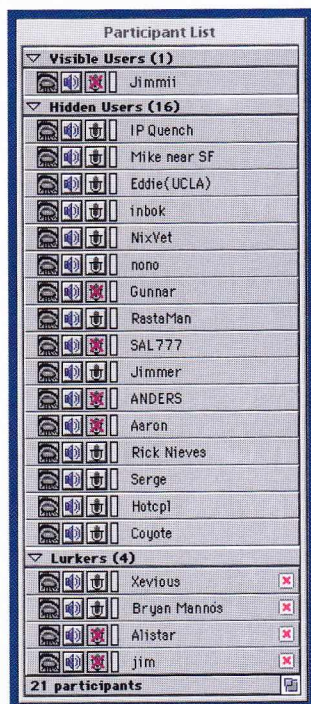 Participant List
Visible Users (1)
Jimmii
Hidden Users (16)
IP Quench
Mike near SF
Eddie(UCLA)
inbok
NixVet
nono
Gunnar
RastaMan
SAL777
Jimmer
ANDERS
Aaron
Rick Nieves
Serge
Hotcpl
Coyote
Lurkers (4)
Xevious
Bryan Mannos
Alistar
jim
21 participants